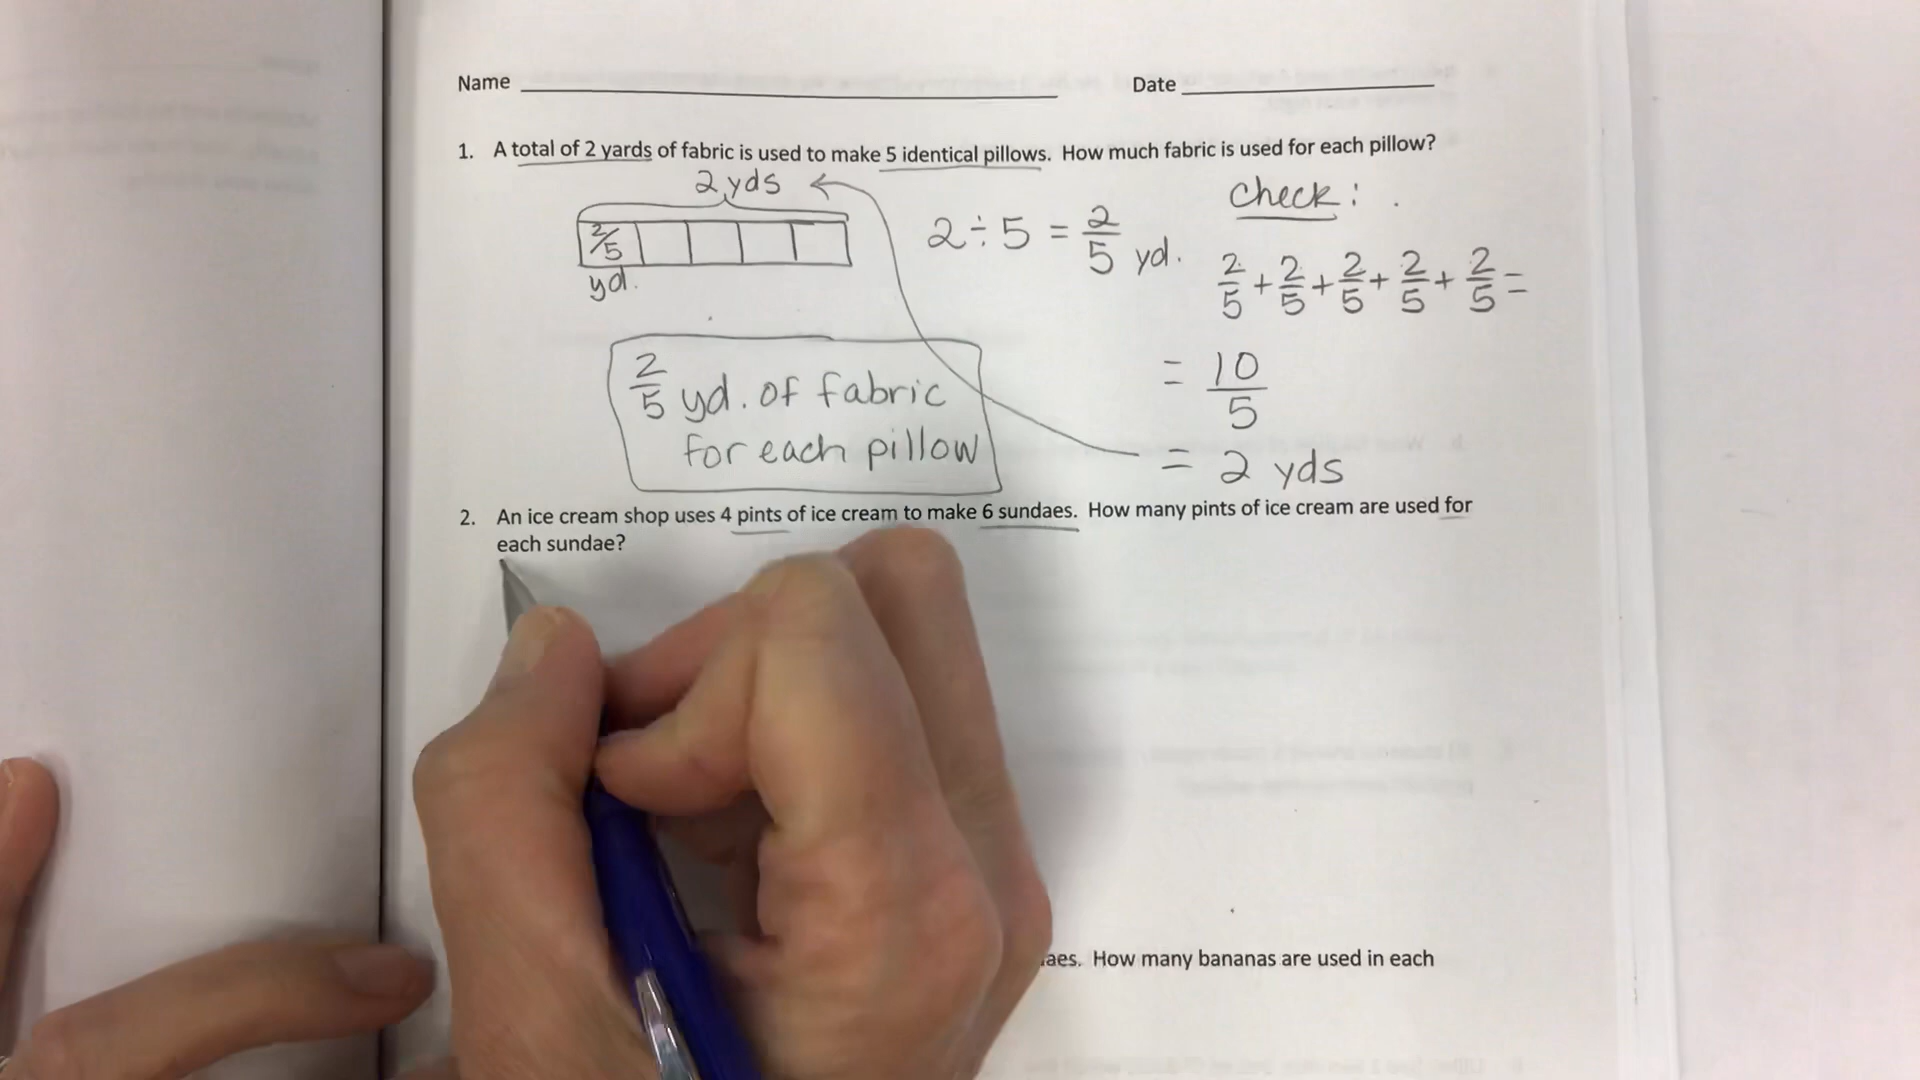 Name Date
1. A total of 2 yards of fabric is used to make 5 identical pillows. How much fabric is used for each pillow?
2 yds
2/5
yd.
2 ÷ 5 = 2/5 yd.
Check:
2/5 + 2/5 + 2/5 + 2/5 + 2/5 =
= 10/5
= 2 yds
2/5 yd. of fabric
for each pillow
2. An ice cream shop uses 4 pints of ice cream to make 6 sundaes. How many pints of ice cream are used for
each sundae?
How many bananas are used in each